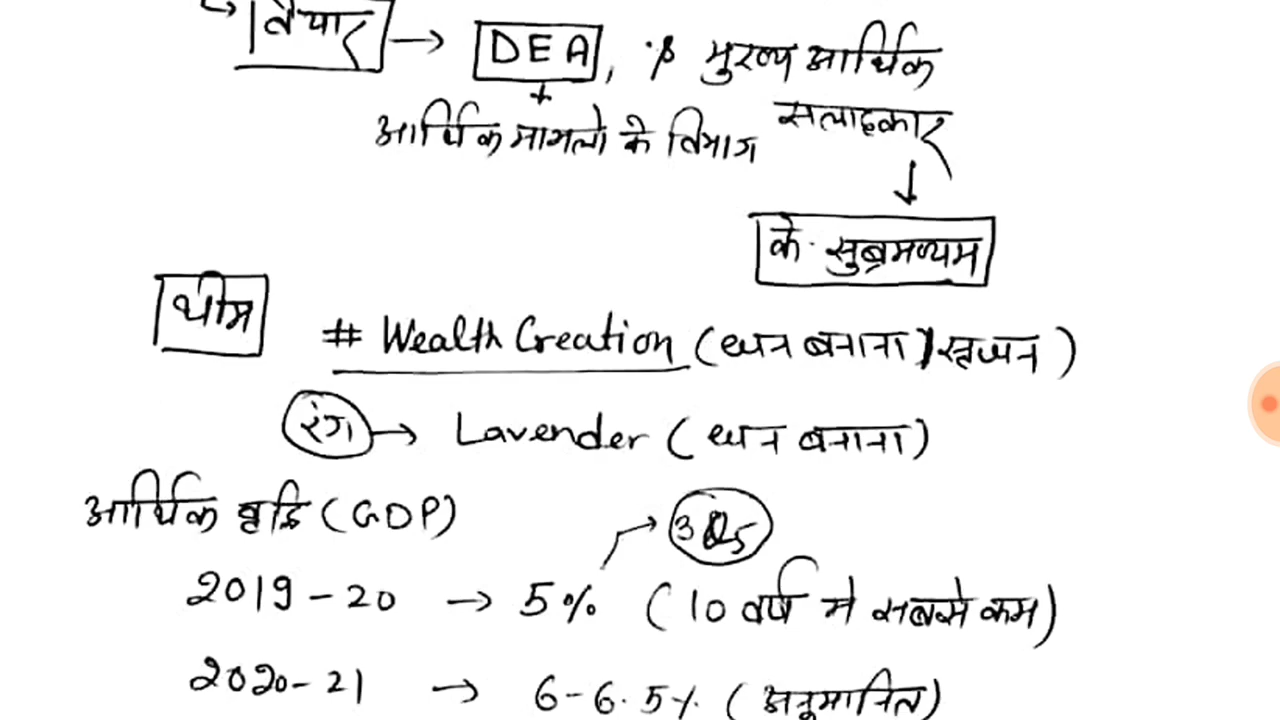 तैयार → DEA, मुख्य आर्थिक
सलाहकार
आर्थिक मामलो के विभाग
के. सुब्रमण्यम
थीम
# Wealth Creation (धन बनाना / सृजन)
रंग → Lavender (धन बनाना)
आर्थिक वृद्धि (GDP)
2019-20 → 5% (10 वर्ष मे सबसे कम)
2020-21 → 6-6.5% (अनुमानित)